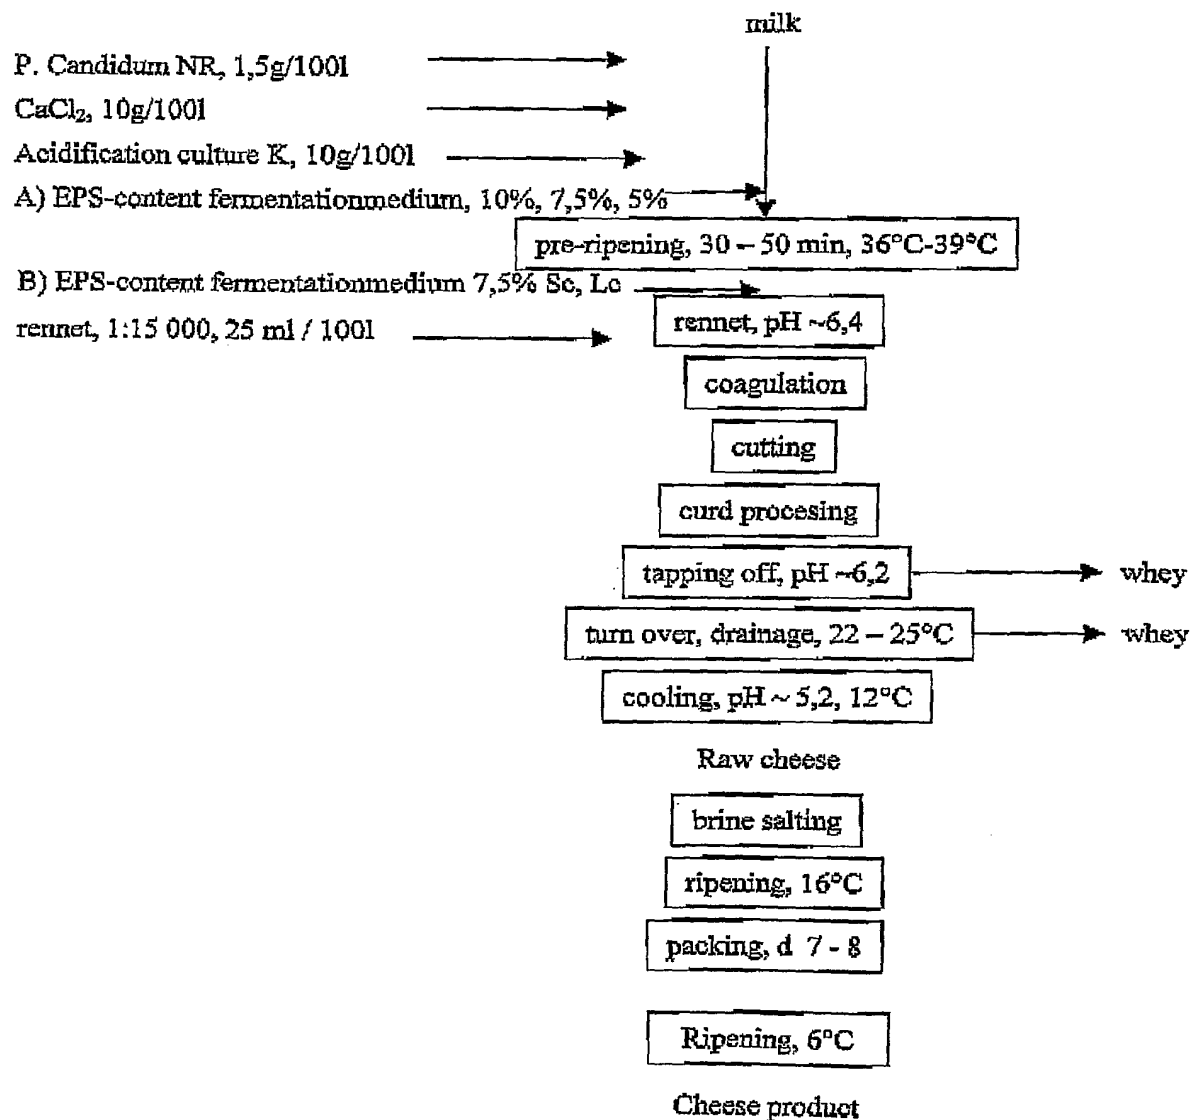 milk
P. Candidum NR, 1,5g/100l
CaCl₂, 10g/100l
Acidification culture K, 10g/100l
A) EPS-content fermentationmedium, 10%, 7,5%, 5%
pre-ripening, 30 – 50 min, 36°C-39°C
B) EPS-content fermentationmedium 7,5% Sc, Lc
rennet, pH ~6,4
rennet, 1:15 000, 25 ml / 100l
coagulation
cutting
curd procesing
tapping off, pH ~6,2
whey
turn over, drainage, 22 – 25°C
whey
cooling, pH ~ 5,2, 12°C
Raw cheese
brine salting
ripening, 16°C
packing, d 7 - 8
Ripening, 6°C
Cheese product